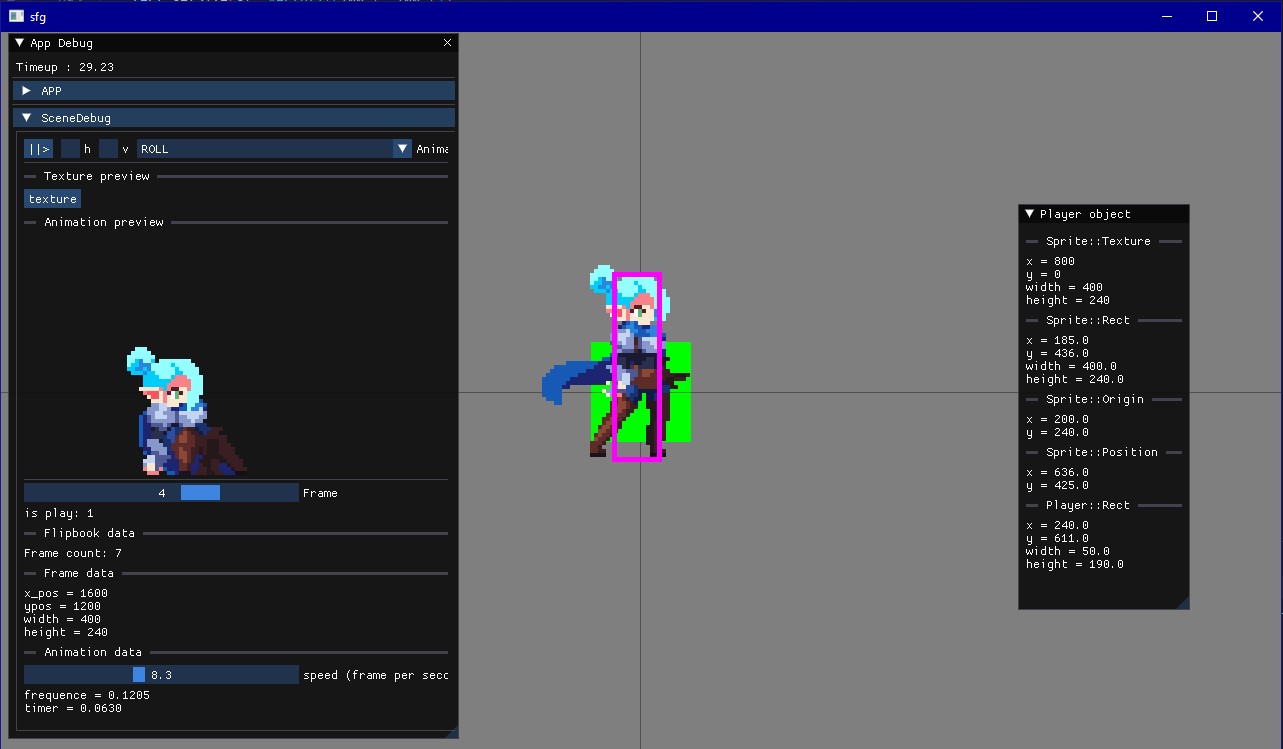 sfg
App Debug
Timeup : 29.23
APP
SceneDebug
||> h v ROLL Anima
Texture preview
texture
Animation preview
4 Frame
is play: 1
Flipbook data
Frame count: 7
Frame data
x_pos = 1600
ypos = 1200
width = 400
height = 240
Animation data
8.3 speed (frame per seco
frequence = 0.1205
timer = 0.0630
Player object
Sprite::Texture
x = 800
y = 0
width = 400
height = 240
Sprite::Rect
x = 185.0
y = 436.0
width = 400.0
height = 240.0
Sprite::Origin
x = 200.0
y = 240.0
Sprite::Position
x = 636.0
y = 425.0
Player::Rect
x = 240.0
y = 611.0
width = 50.0
height = 190.0